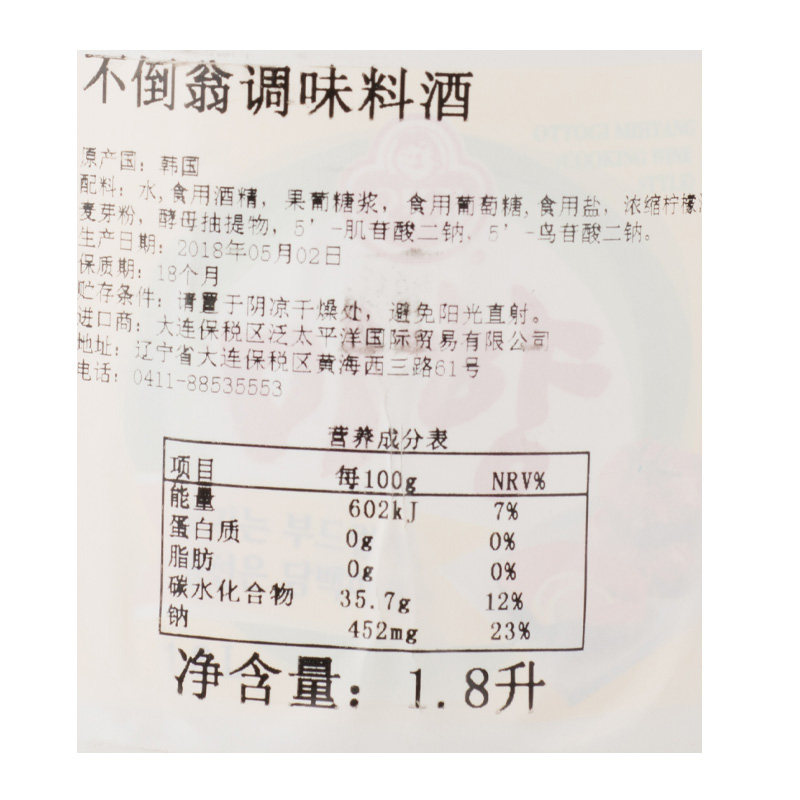 不倒翁调味料酒
OTTOGI MIHYANG
COOKING WINE
原产国：韩国
配料：水,食用酒精，果葡糖浆，食用葡萄糖,食用盐，浓缩柠檬
麦芽粉，酵母抽提物，5’-肌苷酸二钠，5’-鸟苷酸二钠。
生产日期：2018年05月02日
保质期：18个月
贮存条件：请置于阴凉干燥处，避免阳光直射。
进口商：大连保税区泛太平洋国际贸易有限公司
地址：辽宁省大连保税区黄海西三路61号
电话：0411-88535553
营养成分表
项目 每100g NRV%
能量 602kJ 7%
蛋白质 0g 0%
脂肪 0g 0%
碳水化合物 35.7g 12%
钠 452mg 23%
净含量：1.8升